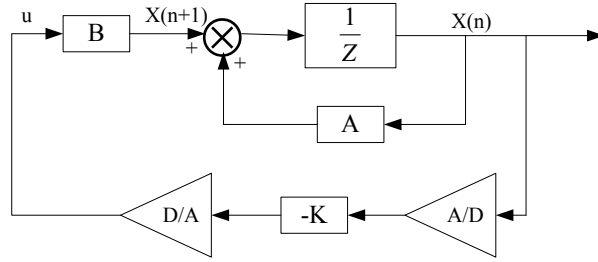 u
B
X(n+1)
+
+
1
Z
X(n)
A
D/A
-K
A/D